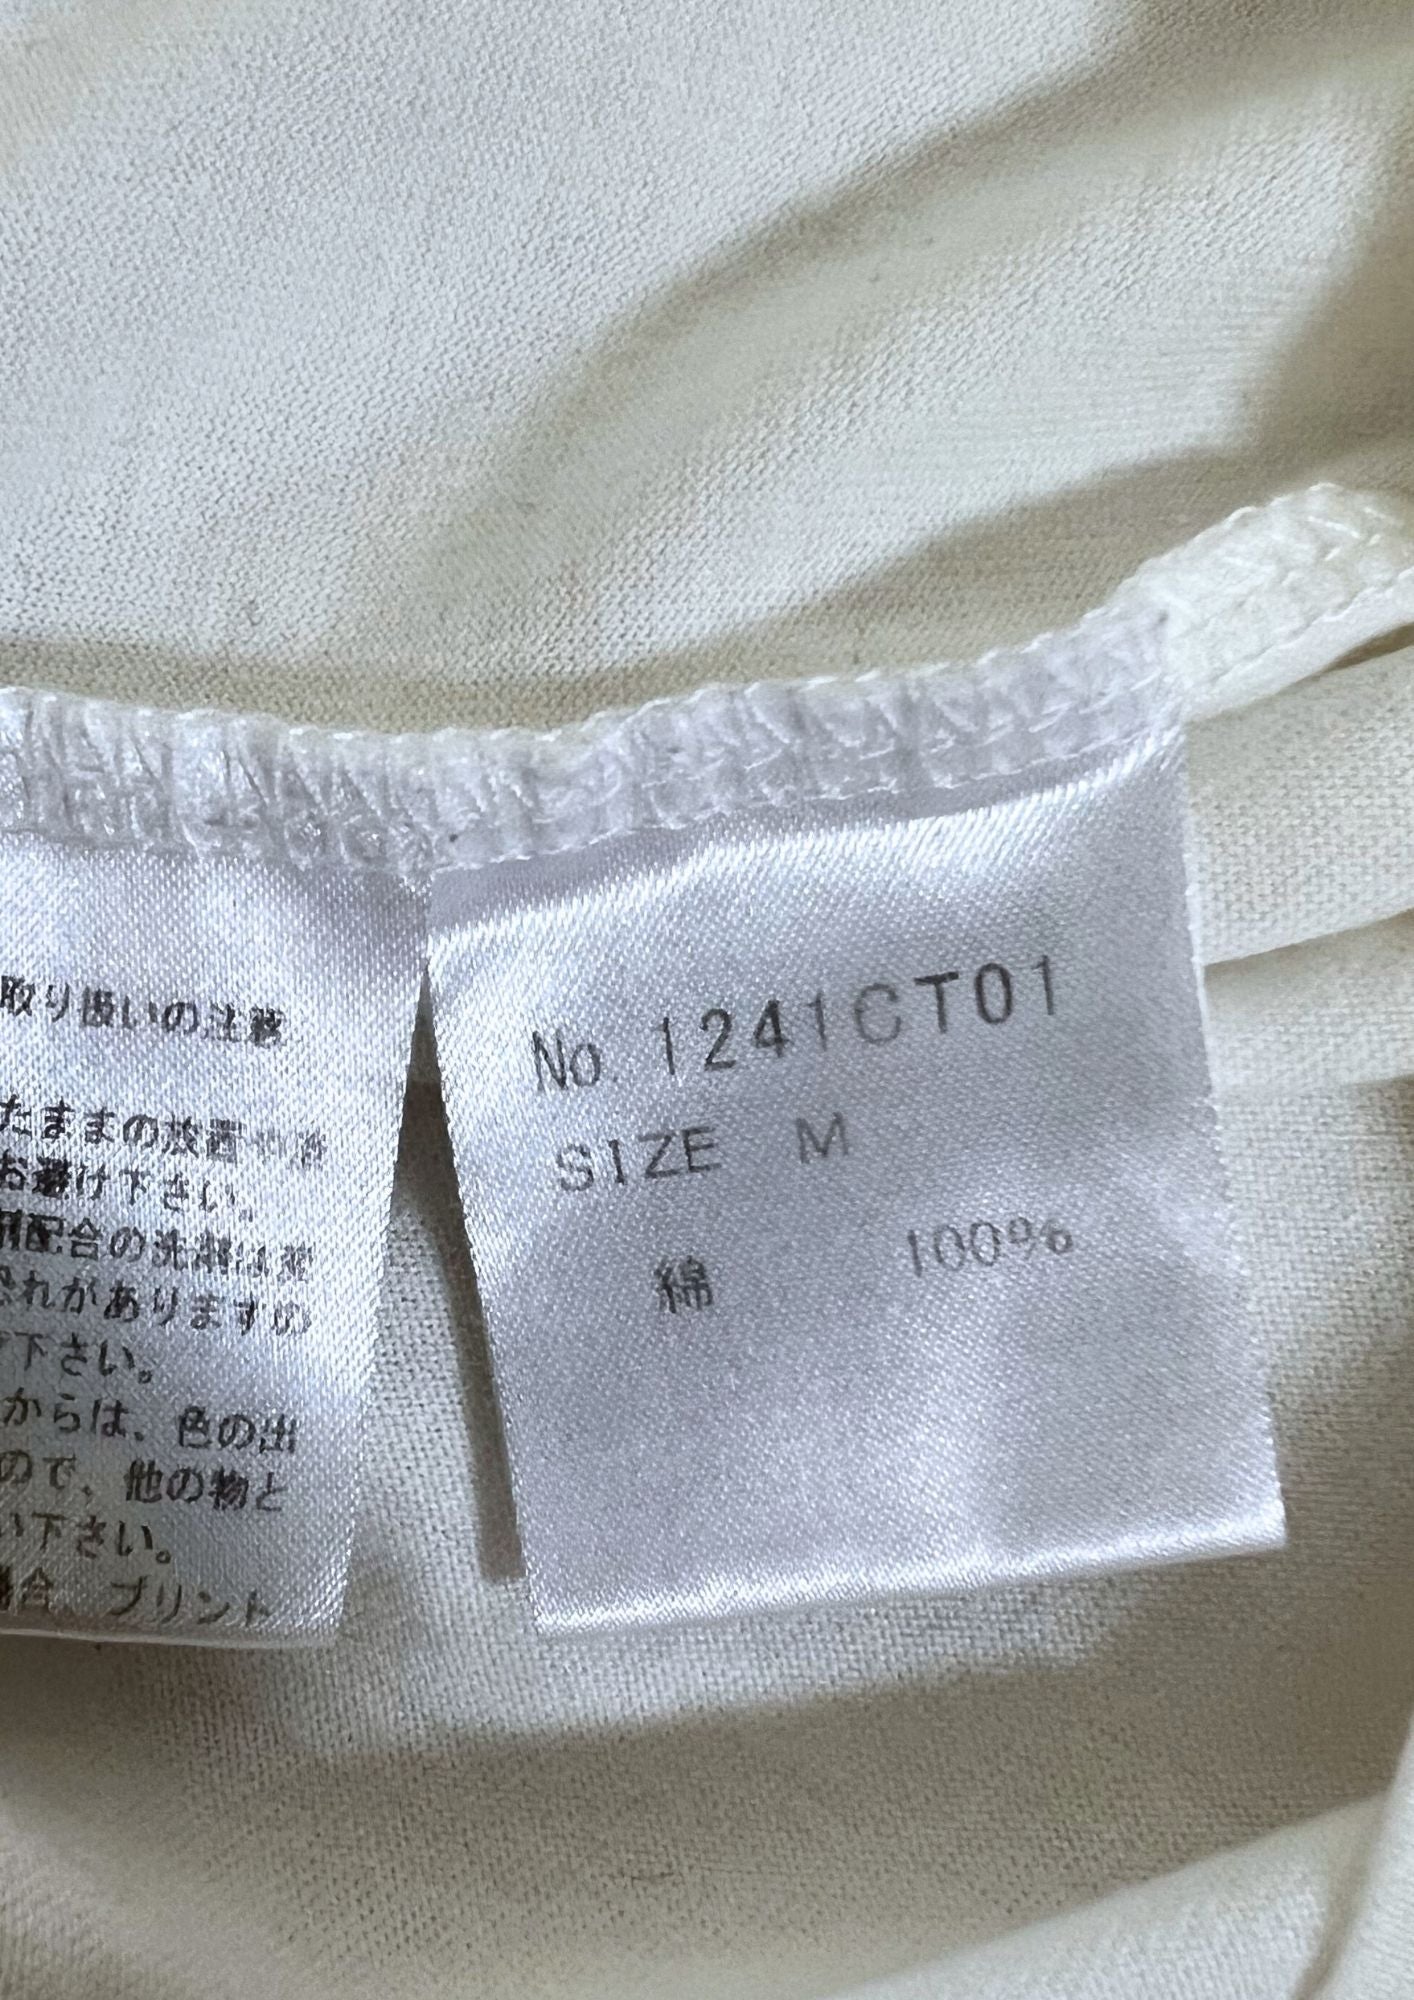 取り扱いの注意
たままの放置や
お避け下さい。
剤配合の洗剤は変
恐れがありますの
下さい。
からは、色の出
ので、他の物と
い下さい。
場合 プリント
No. 1241CT01
SIZE M
綿 100%